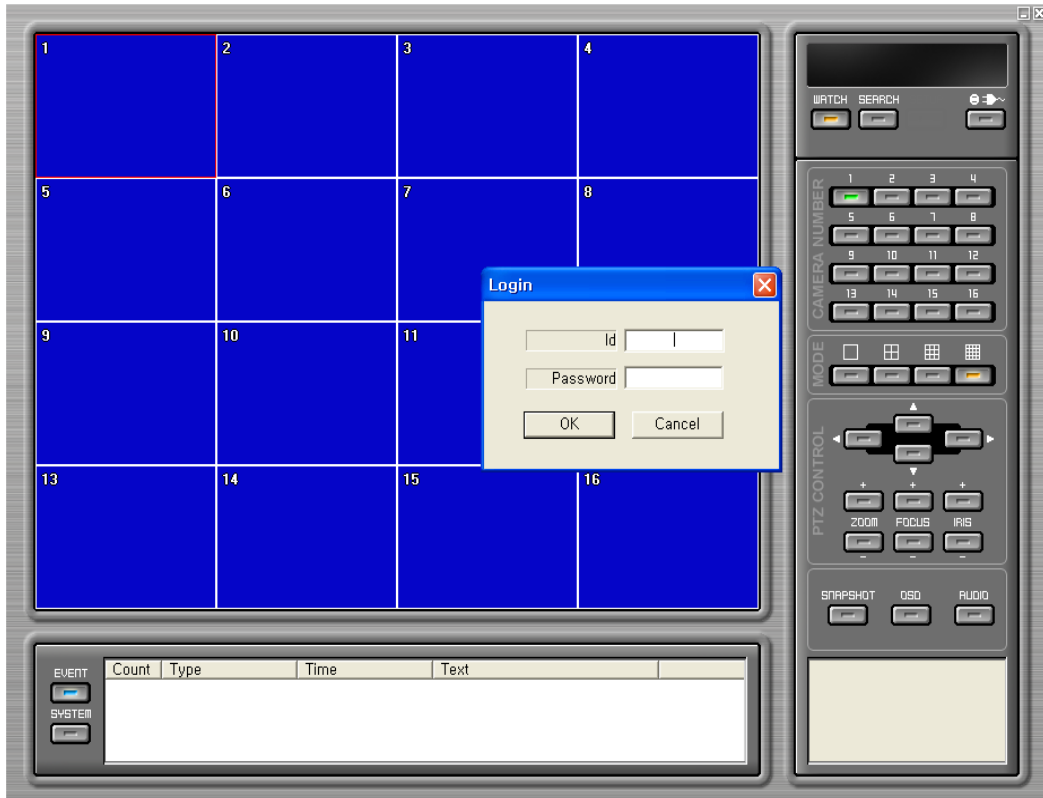 1 2 3 4
5 6 7 8
9 10 11
13 14 15 16
Login
Id
Password
OK Cancel
EVENT
SYSTEM
Count Type Time Text
WATCH SEARCH
CAMERA NUMBER
1 2 3 4
5 6 7 8
9 10 11 12
13 14 15 16
MODE
PTZ CONTROL
+ + +
ZOOM FOCUS IRIS
- - -
SNAPSHOT OSD AUDIO